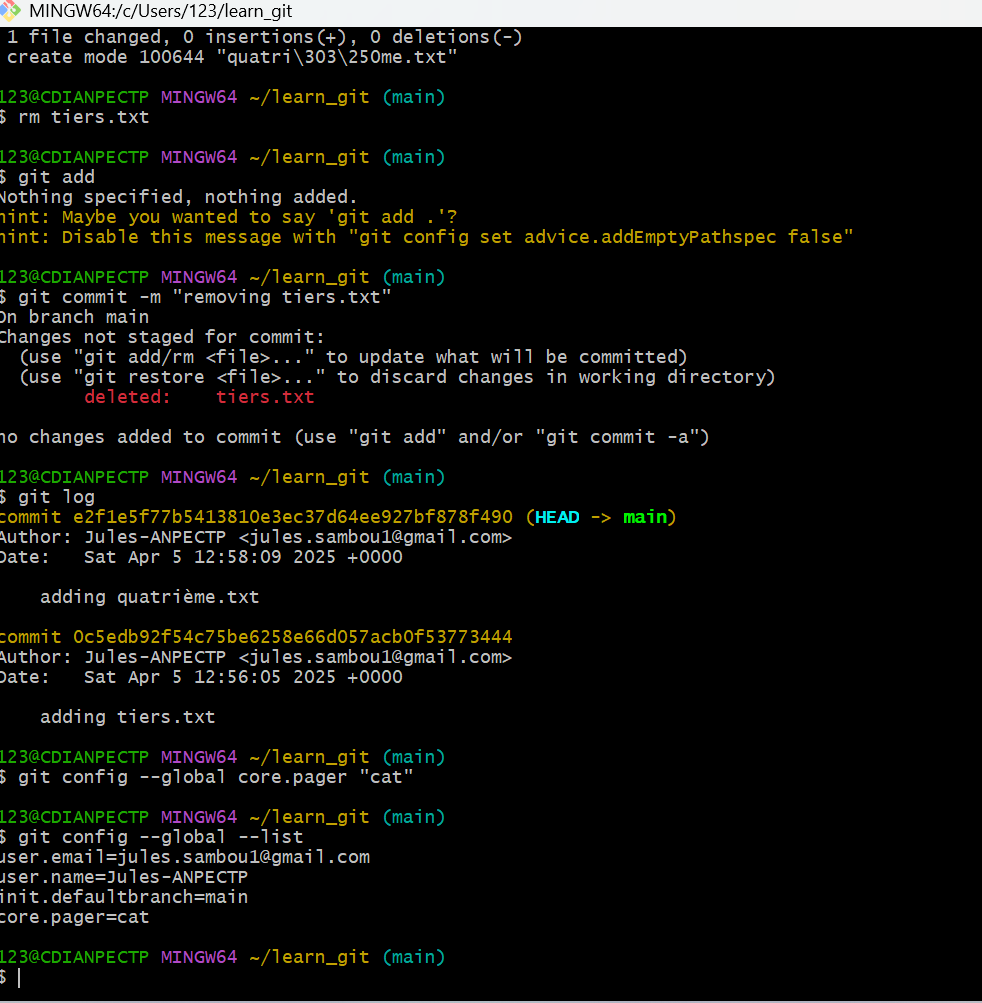 MINGW64:/c/Users/123/learn_git
1 file changed, 0 insertions(+), 0 deletions(-)
create mode 100644 "quatri\303\250me.txt"
123@CDIANPECTP MINGW64 ~/learn_git (main)
$ rm tiers.txt
123@CDIANPECTP MINGW64 ~/learn_git (main)
$ git add
Nothing specified, nothing added.
hint: Maybe you wanted to say 'git add .'?
hint: Disable this message with "git config set advice.addEmptyPathspec false"
123@CDIANPECTP MINGW64 ~/learn_git (main)
$ git commit -m "removing tiers.txt"
On branch main
Changes not staged for commit:
(use "git add/rm <file>..." to update what will be committed)
(use "git restore <file>..." to discard changes in working directory)
deleted: tiers.txt
no changes added to commit (use "git add" and/or "git commit -a")
123@CDIANPECTP MINGW64 ~/learn_git (main)
$ git log
commit e2f1e5f77b5413810e3ec37d64ee927bf878f490 (HEAD -> main)
Author: Jules-ANPECTP <jules.sambou1@gmail.com>
Date: Sat Apr 5 12:58:09 2025 +0000
adding quatrième.txt
commit 0c5edb92f54c75be6258e66d057acb0f53773444
Author: Jules-ANPECTP <jules.sambou1@gmail.com>
Date: Sat Apr 5 12:56:05 2025 +0000
adding tiers.txt
123@CDIANPECTP MINGW64 ~/learn_git (main)
$ git config --global core.pager "cat"
123@CDIANPECTP MINGW64 ~/learn_git (main)
$ git config --global --list
user.email=jules.sambou1@gmail.com
user.name=Jules-ANPECTP
init.defaultbranch=main
core.pager=cat
123@CDIANPECTP MINGW64 ~/learn_git (main)
$